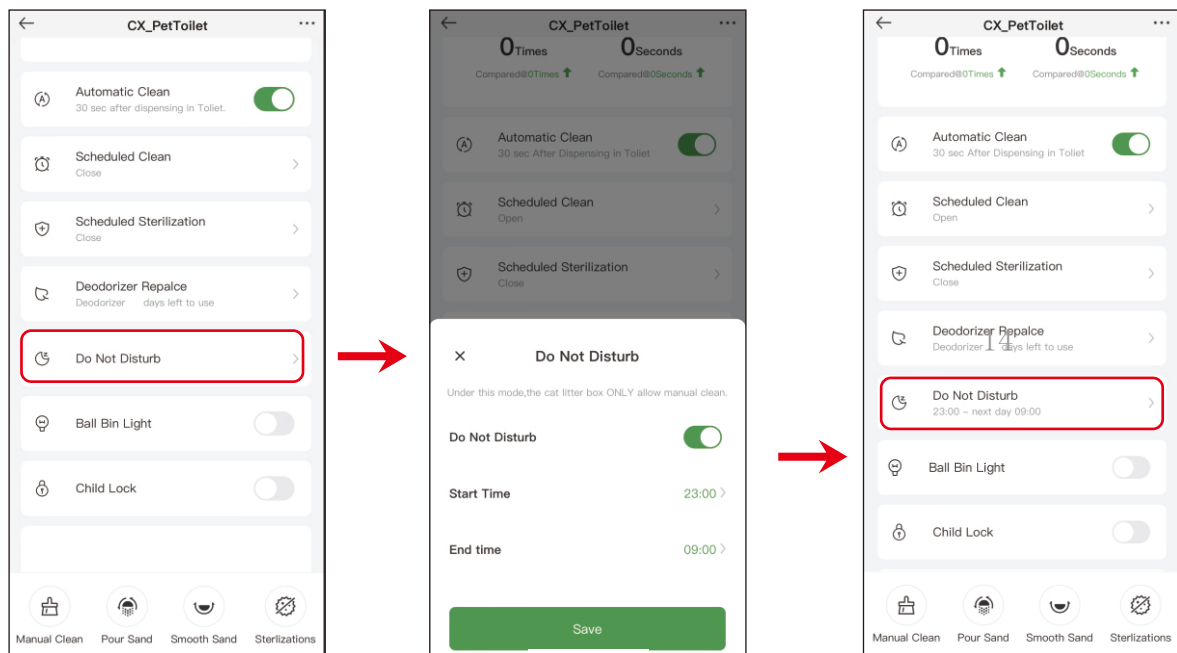 CX_PetToilet
Automatic Clean
30 sec after dispensing in Toliet.
Scheduled Clean
Close
Scheduled Sterilization
Close
Deodorizer Repalce
Deodorizer days left to use
Do Not Disturb
Ball Bin Light
Child Lock
Manual Clean
Pour Sand
Smooth Sand
Sterlizations
CX_PetToilet
0Times 0Seconds
Compared@0Times Compared@0Seconds
Automatic Clean
30 sec After Dispensing in Toliet
Scheduled Clean
Open
Scheduled Sterilization
Close
Do Not Disturb
Under this mode,the cat litter box ONLY allow manual clean.
Do Not Disturb
Start Time 23:00
End time 09:00
Save
CX_PetToilet
0Times 0Seconds
Compared@0Times Compared@0Seconds
Automatic Clean
30 sec After Dispensing in Toliet
Scheduled Clean
Open
Scheduled Sterilization
Close
Deodorizer Repalce
Deodorizer 14 days left to use
Do Not Disturb
23:00 - next day 09:00
Ball Bin Light
Child Lock
Manual Clean
Pour Sand
Smooth Sand
Sterlizations